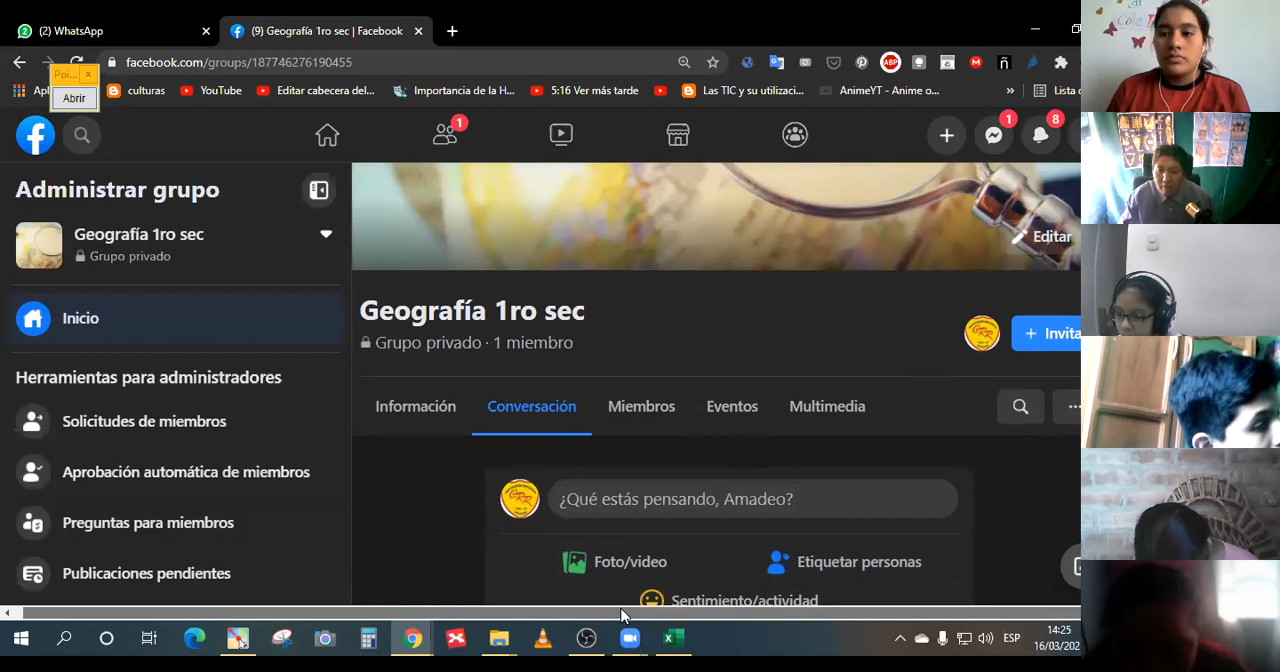 (2) WhatsApp
(9) Geografía 1ro sec | Facebook
facebook.com/groups/187746276190455
ABP
ñ
Poi...
Abrir
Apl
culturas
YouTube
Editar cabecera del...
Importancia de la H...
5:16 Ver más tarde
Las TIC y su utilizaci...
AnimeYT - Anime o...
»
Lista
1
1
8
Administrar grupo
Geografía 1ro sec
Grupo privado
Inicio
Herramientas para administradores
Solicitudes de miembros
Aprobación automática de miembros
Preguntas para miembros
Publicaciones pendientes
Editar
Geografía 1ro sec
Grupo privado · 1 miembro
+ Invita
Información
Conversación
Miembros
Eventos
Multimedia
¿Qué estás pensando, Amadeo?
Foto/video
Etiquetar personas
Sentimiento/actividad
ESP
14:25
16/03/202